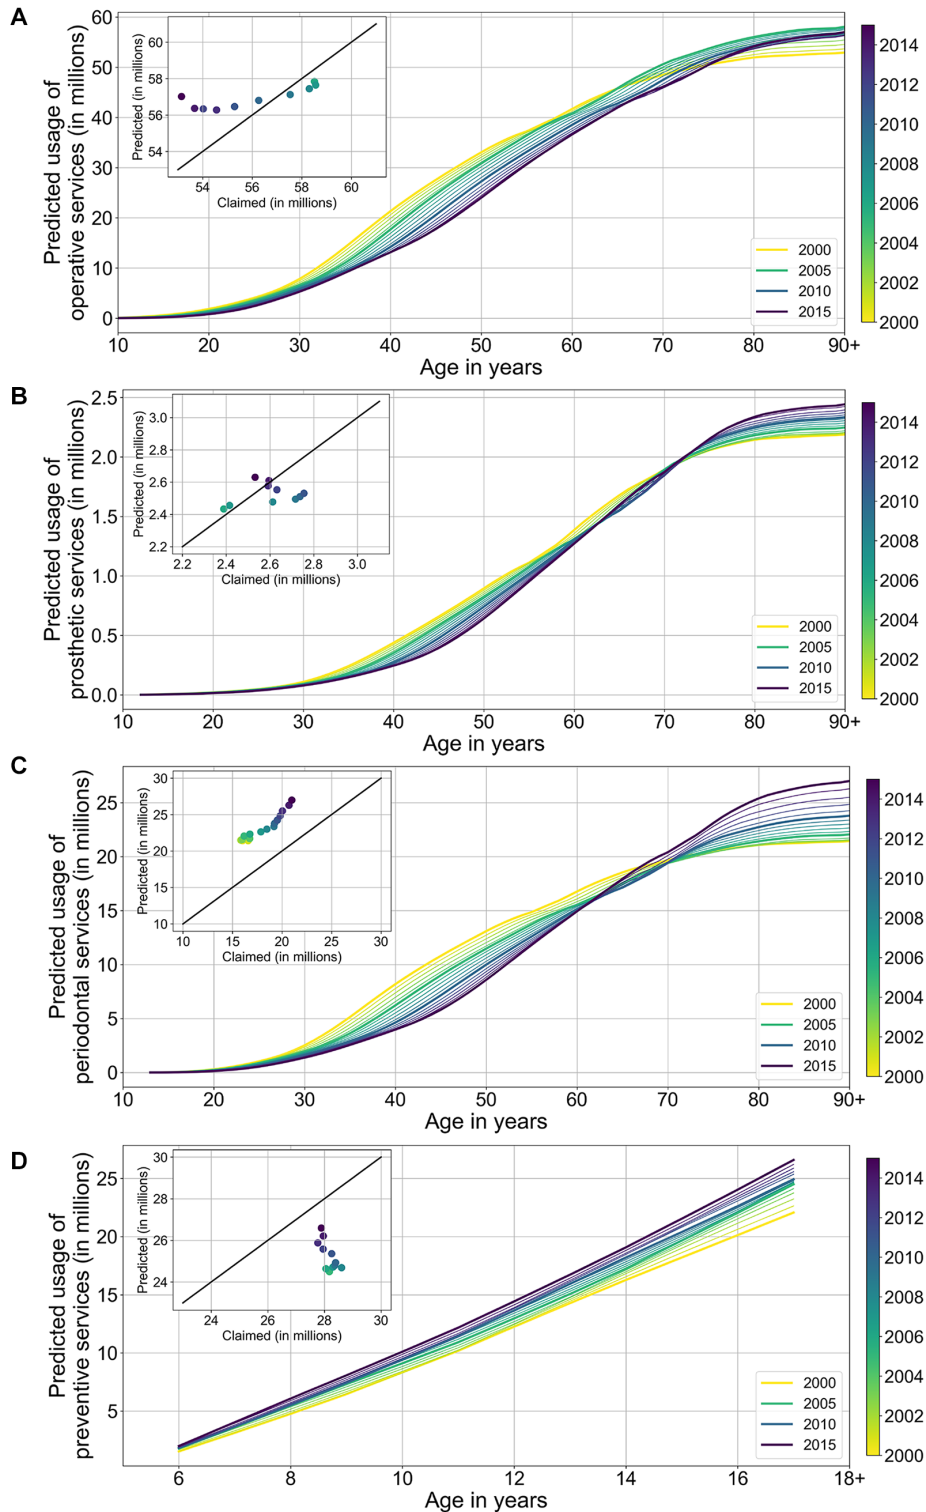 A
Predicted usage of
operative services (in millions)
60
50
40
30
20
10
0
10 20 30 40 50 60 70 80 90+
Age in years
Predicted (in millions)
60
58
56
54
54 56 58 60
Claimed (in millions)
2000
2005
2010
2015
2014
2012
2010
2008
2006
2004
2002
2000
B
Predicted usage of
prosthetic services (in millions)
2.5
2.0
1.5
1.0
0.5
0.0
10 20 30 40 50 60 70 80 90+
Age in years
Predicted (in millions)
3.0
2.8
2.6
2.4
2.2
2.2 2.4 2.6 2.8 3.0
Claimed (in millions)
2000
2005
2010
2015
2014
2012
2010
2008
2006
2004
2002
2000
C
Predicted usage of
periodontal services (in millions)
25
20
15
10
5
0
10 20 30 40 50 60 70 80 90+
Age in years
Predicted (in millions)
30
25
20
15
10
10 15 20 25 30
Claimed (in millions)
2000
2005
2010
2015
2014
2012
2010
2008
2006
2004
2002
2000
D
Predicted usage of
preventive services (in millions)
25
20
15
10
5
6 8 10 12 14 16 18+
Age in years
Predicted (in millions)
30
28
26
24
24 26 28 30
Claimed (in millions)
2000
2005
2010
2015
2014
2012
2010
2008
2006
2004
2002
2000